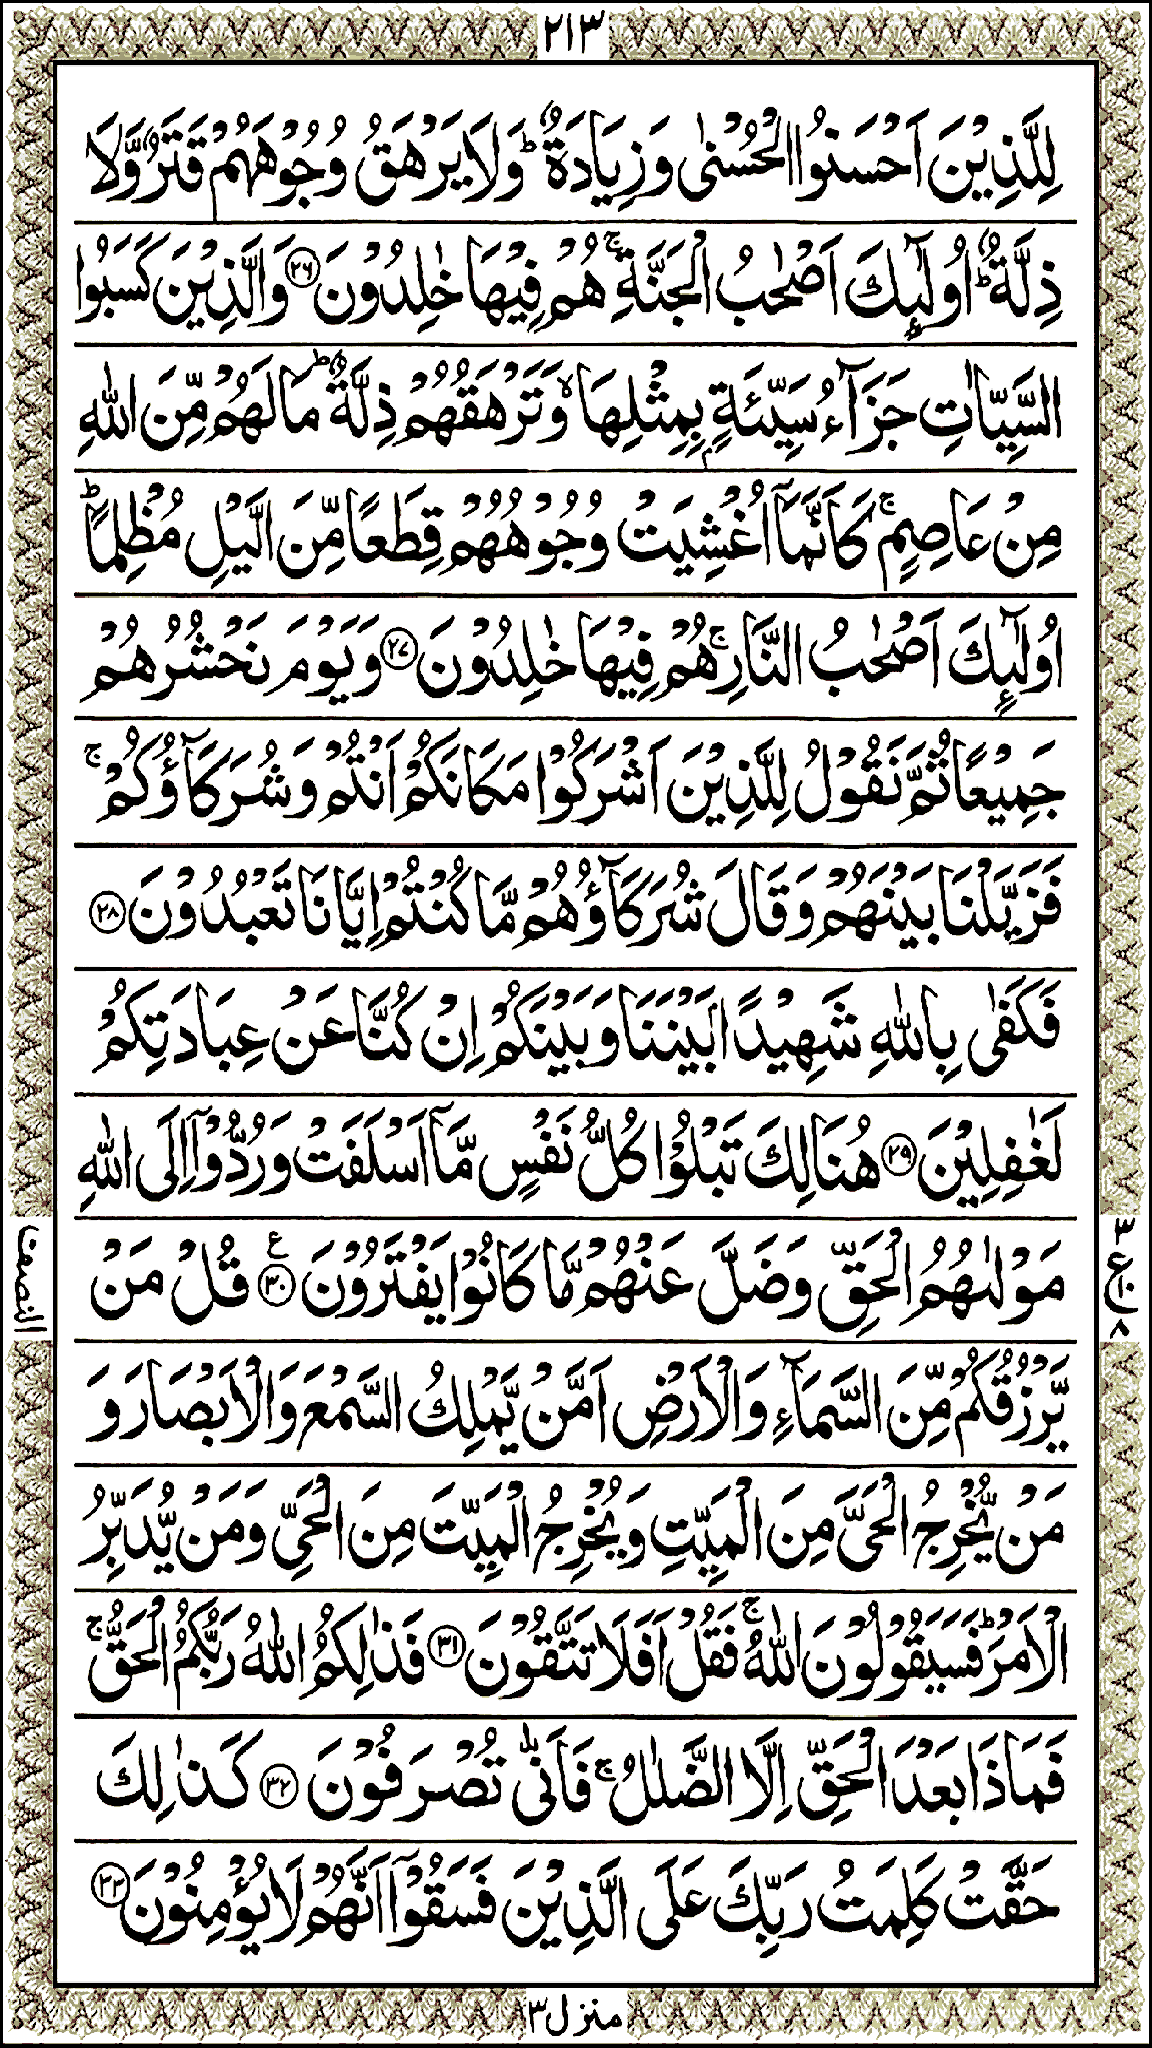 ٢١٣
لِلَّذِيْنَ اَحْسَنُوا الْحُسْنٰى وَزِيَادَةٌ ؕ وَلَا يَرْهَقُ وُجُوْهَهُمْ قَتَرٌ وَّلَا
ذِلَّةٌ ؕ اُولٰٓئِكَ اَصْحٰبُ الْجَنَّةِ ۚ هُمْ فِيْهَا خٰلِدُوْنَ ﴿٢٦﴾ وَالَّذِيْنَ كَسَبُوا
السَّيِّاٰتِ جَزَآءُ سَيِّئَةٍۭ بِمِثْلِهَا ۙ وَتَرْهَقُهُمْ ذِلَّةٌ ؕ مَا لَهُمْ مِّنَ اللّٰهِ
مِنْ عَاصِمٍ ۚ كَاَنَّمَآ اُغْشِيَتْ وُجُوْهُهُمْ قِطَعًا مِّنَ الَّيْلِ مُظْلِمًا ؕ
اُولٰٓئِكَ اَصْحٰبُ النَّارِ ۚ هُمْ فِيْهَا خٰلِدُوْنَ ﴿٢٧﴾ وَيَوْمَ نَحْشُرُهُمْ
جَمِيْعًا ثُمَّ نَقُوْلُ لِلَّذِيْنَ اَشْرَكُوْا مَكَانَكُمْ اَنْتُمْ وَشُرَكَآؤُكُمْ ۚ
فَزَيَّلْنَا بَيْنَهُمْ وَقَالَ شُرَكَآؤُهُمْ مَّا كُنْتُمْ اِيَّانَا تَعْبُدُوْنَ ﴿٢٨﴾
فَكَفٰى بِاللّٰهِ شَهِيْدًۢا بَيْنَنَا وَبَيْنَكُمْ اِنْ كُنَّا عَنْ عِبَادَتِكُمْ
لَغٰفِلِيْنَ ﴿٢٩﴾ هُنَالِكَ تَبْلُوْا كُلُّ نَفْسٍ مَّآ اَسْلَفَتْ وَرُدُّوْٓا اِلَى اللّٰهِ
مَوْلٰىهُمُ الْحَقِّ وَضَلَّ عَنْهُمْ مَّا كَانُوْا يَفْتَرُوْنَ ﴿٣٠﴾ ع قُلْ مَنْ
يَّرْزُقُكُمْ مِّنَ السَّمَآءِ وَالْاَرْضِ اَمَّنْ يَّمْلِكُ السَّمْعَ وَالْاَبْصَارَ وَ
مَنْ يُّخْرِجُ الْحَيَّ مِنَ الْمَيِّتِ وَيُخْرِجُ الْمَيِّتَ مِنَ الْحَيِّ وَمَنْ يُّدَبِّرُ
الْاَمْرَ ؕ فَسَيَقُوْلُوْنَ اللّٰهُ ۚ فَقُلْ اَفَلَا تَتَّقُوْنَ ﴿٣١﴾ فَذٰلِكُمُ اللّٰهُ رَبُّكُمُ الْحَقُّ ۚ
فَمَاذَا بَعْدَ الْحَقِّ اِلَّا الضَّلٰلُ ۚ فَاَنّٰى تُصْرَفُوْنَ ﴿٣٢﴾ كَذٰلِكَ
حَقَّتْ كَلِمَتُ رَبِّكَ عَلَى الَّذِيْنَ فَسَقُوْٓا اَنَّهُمْ لَا يُؤْمِنُوْنَ ﴿٣٣﴾
النصف
٣ ع ١٠ ٨
منزل ٣